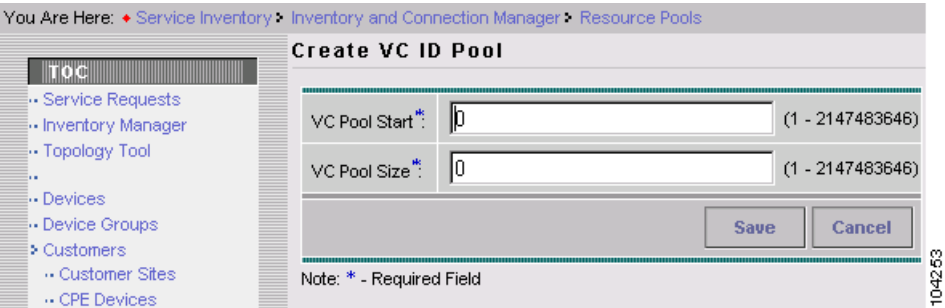 You Are Here: Service Inventory Inventory and Connection Manager Resource Pools
TOC
Service Requests
Inventory Manager
Topology Tool
Devices
Device Groups
Customers
Customer Sites
CPE Devices
Create VC ID Pool
VC Pool Start*: 0 (1 - 2147483646)
VC Pool Size*: 0 (1 - 2147483646)
Save Cancel
Note: * - Required Field
104253